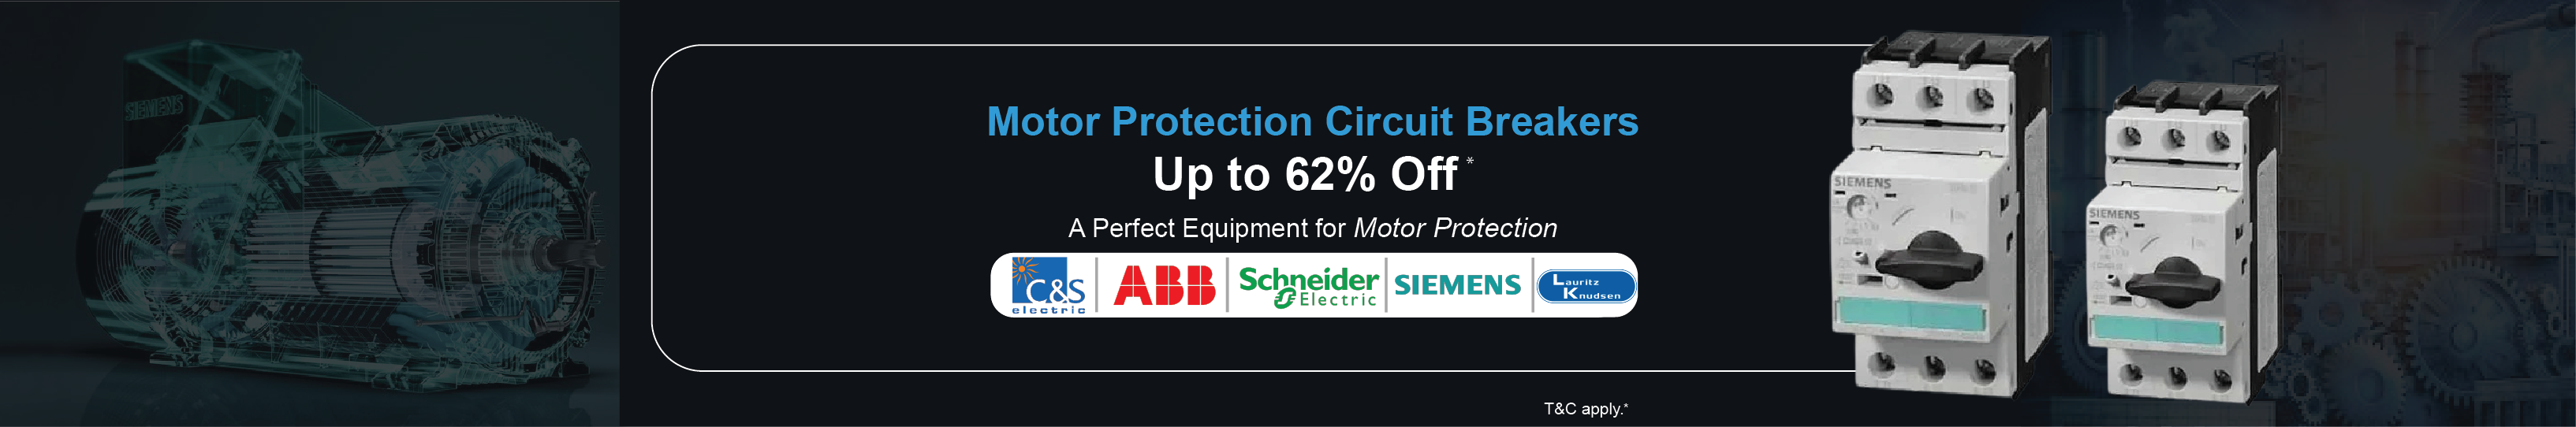 SIEMENS
Motor Protection Circuit Breakers
Up to 62% Off*
A Perfect Equipment for Motor Protection
C&S electric
ABB
Schneider Electric
SIEMENS
Lauritz Knudsen
SIEMENS
SIEMENS
T&C apply.*